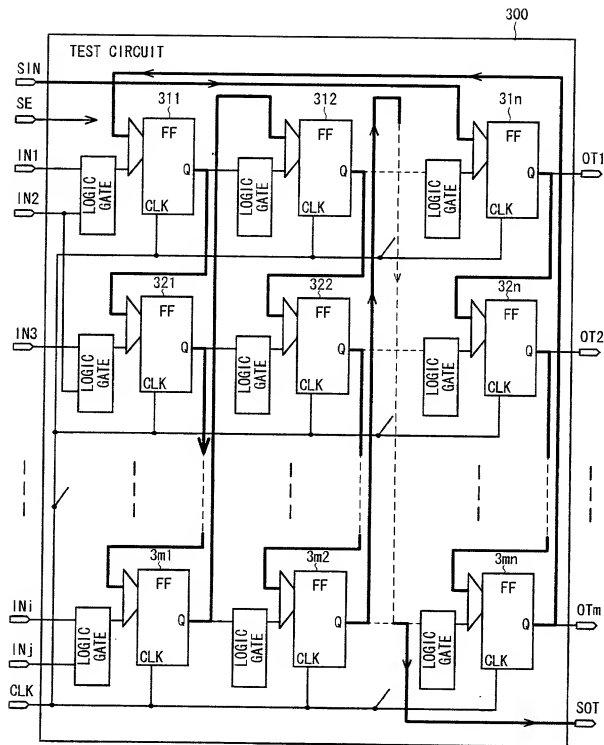 300
TEST CIRCUIT
SIN
SE
311
312
31n
FF
FF
FF
IN1
LOGIC GATE
Q
LOGIC GATE
Q
LOGIC GATE
Q
OT1
IN2
CLK
CLK
CLK
321
322
32n
FF
FF
FF
IN3
LOGIC GATE
Q
LOGIC GATE
Q
LOGIC GATE
Q
OT2
CLK
CLK
CLK
3m1
3m2
3mn
FF
FF
FF
INi
LOGIC GATE
Q
LOGIC GATE
Q
LOGIC GATE
Q
OTm
INj
CLK
CLK
CLK
CLK
SOT